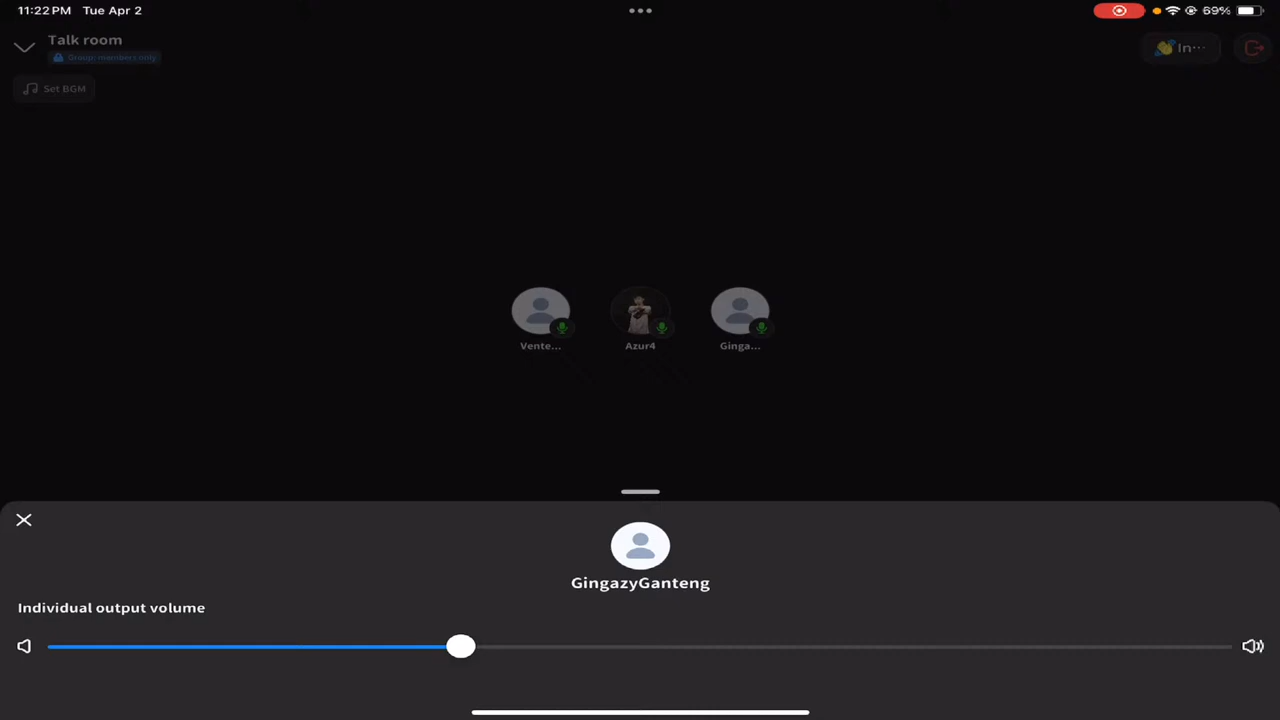 11:22 PM Tue Apr 2
69%
Talk room
Group: members only
In…
Set BGM
Vente...
Azur4
Ginga...
GingazyGanteng
Individual output volume